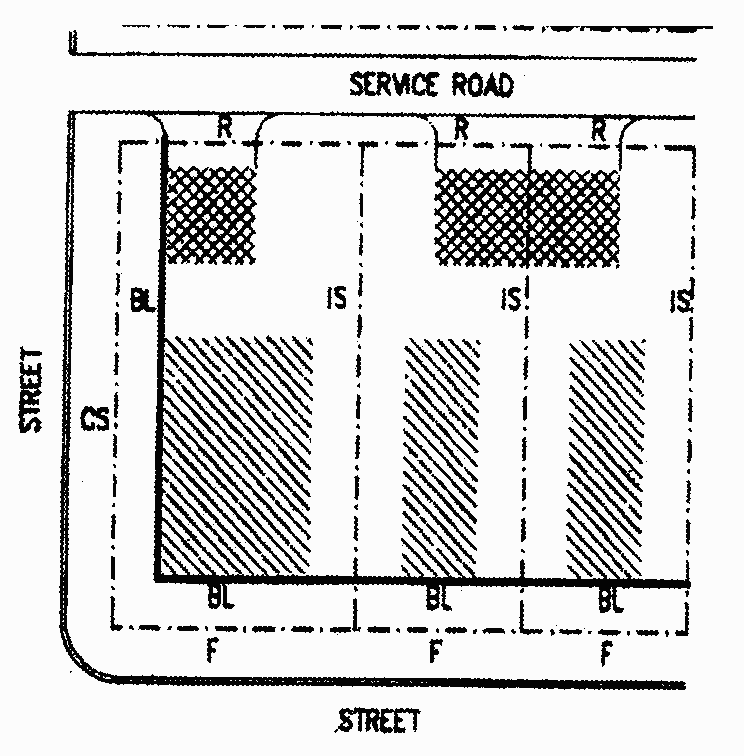 SERVICE ROAD
R R R
BL IS IS IS
STREET
CS
BL BL BL
F F F
STREET